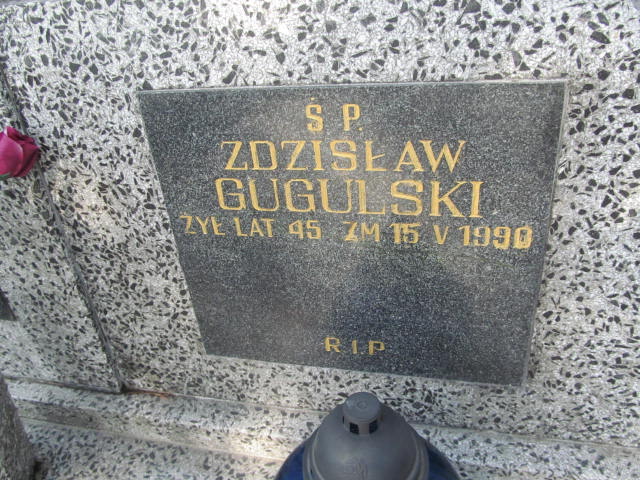 Ś P.
ZDZISŁAW
GUGULSKI
ŻYŁ LAT 45 ZM 15 V 1990
R.I.P